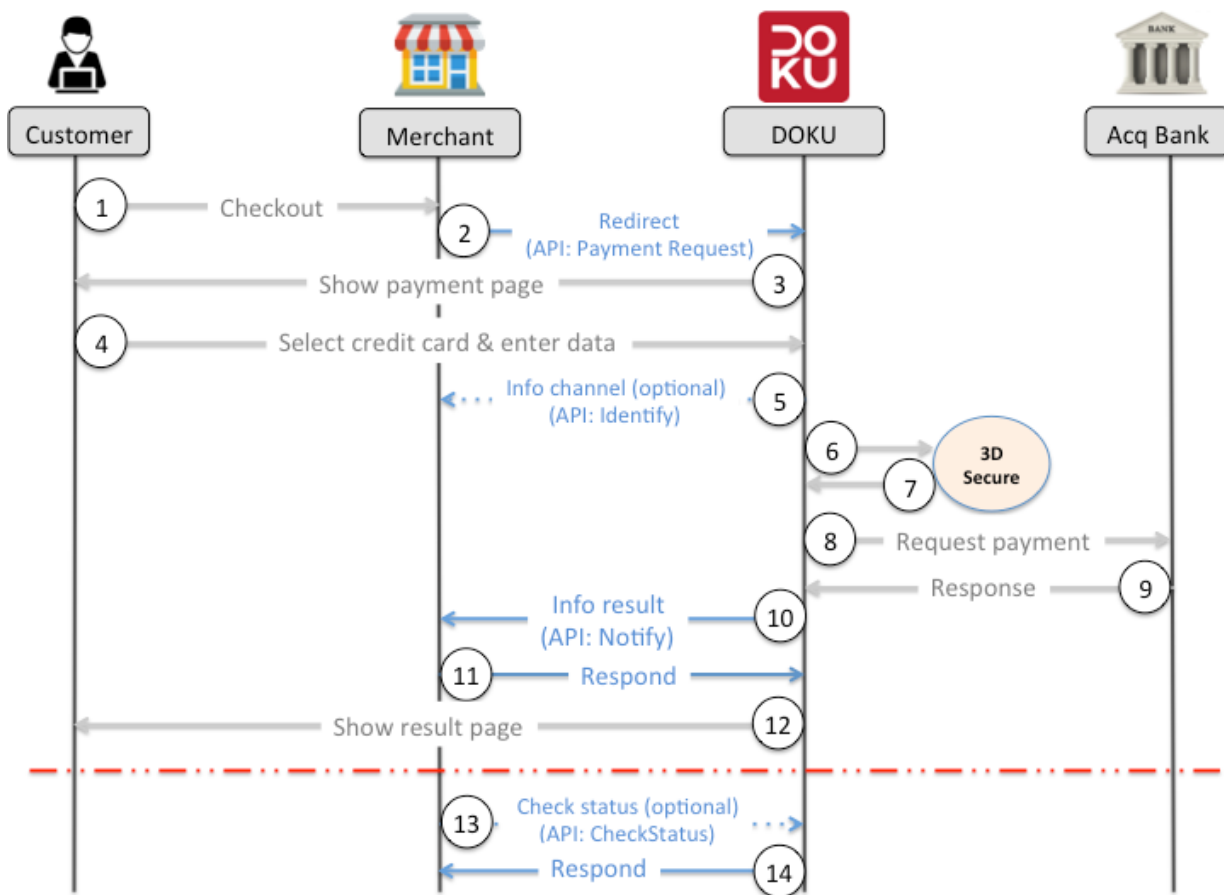 DO
KU
BANK
Customer
Merchant
DOKU
Acq Bank
1
Checkout
2
Redirect
(API: Payment Request)
Show payment page
3
4
Select credit card & enter data
Info channel (optional)
(API: Identify)
5
6
3D
Secure
7
8
Request payment
Response
9
Info result
(API: Notify)
10
11
Respond
Show result page
12
13
Check status (optional)
(API: CheckStatus)
Respond
14